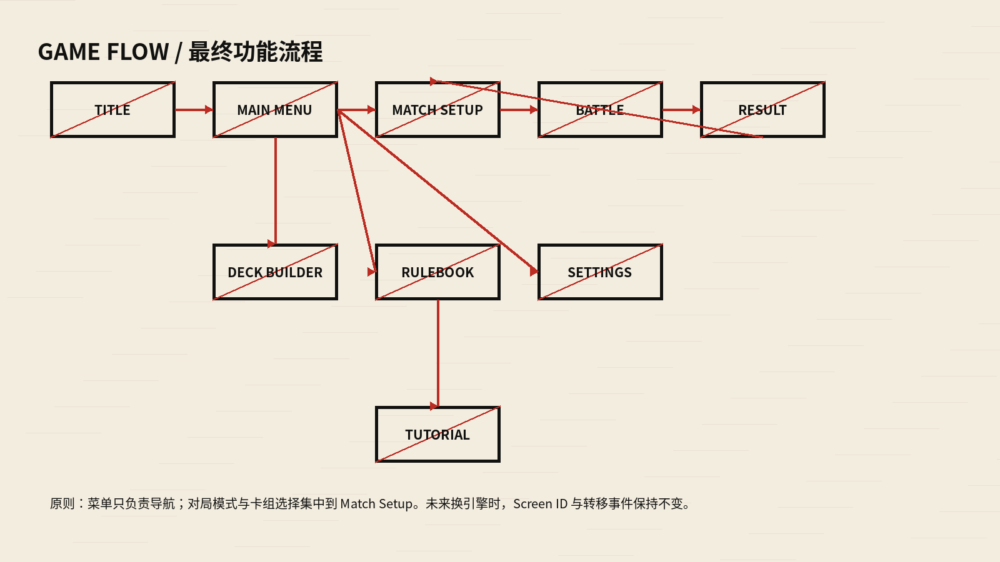 GAME FLOW / 最终功能流程
TITLE
MAIN MENU
MATCH SETUP
BATTLE
RESULT
DECK BUILDER
RULEBOOK
SETTINGS
TUTORIAL
原则：菜单只负责导航；对局模式与卡组选择集中到 Match Setup。未来换引擎时，Screen ID 与转移事件保持不变。